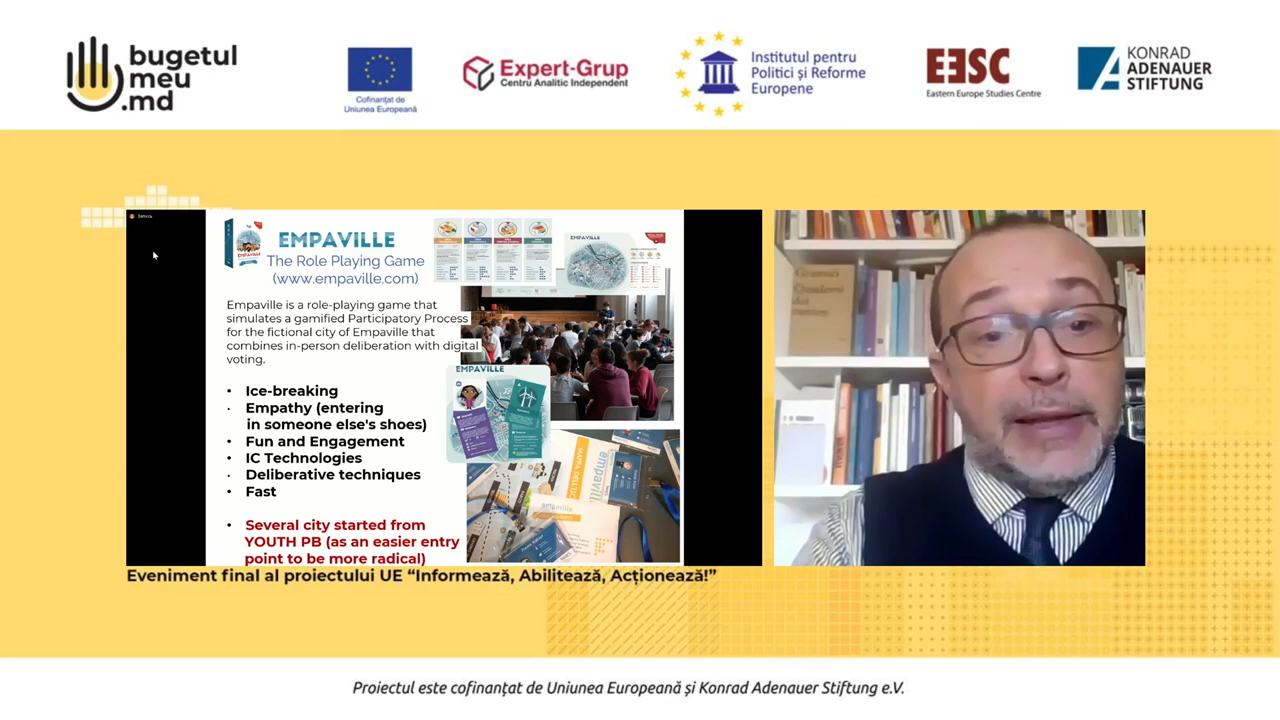 bugetul
meu
.md
Cofinanțat de
Uniunea Europeană
Expert-Grup
Centru Analitic Independent
Institutul pentru
Politici și Reforme
Europene
EESC
Eastern Europe Studies Centre
KONRAD
ADENAUER
STIFTUNG
EMPAVILLE
The Role Playing Game
(www.empaville.com)
Empaville is a role-playing game that
simulates a gamified Participatory Process
for the fictional city of Empaville that
combines in-person deliberation with digital
voting.
• Ice-breaking
• Empathy (entering
in someone else's shoes)
• Fun and Engagement
• IC Technologies
• Deliberative techniques
• Fast
• Several city started from
YOUTH PB (as an easier entry
point to be more radical)
EMPAVILLE
EMPAVILLE
empaville
empaville
Gramsci
Quaderni
del
Eveniment final al proiectului UE “Informează, Abilitează, Acționează!”
Proiectul este cofinanțat de Uniunea Europeană și Konrad Adenauer Stiftung e.V.